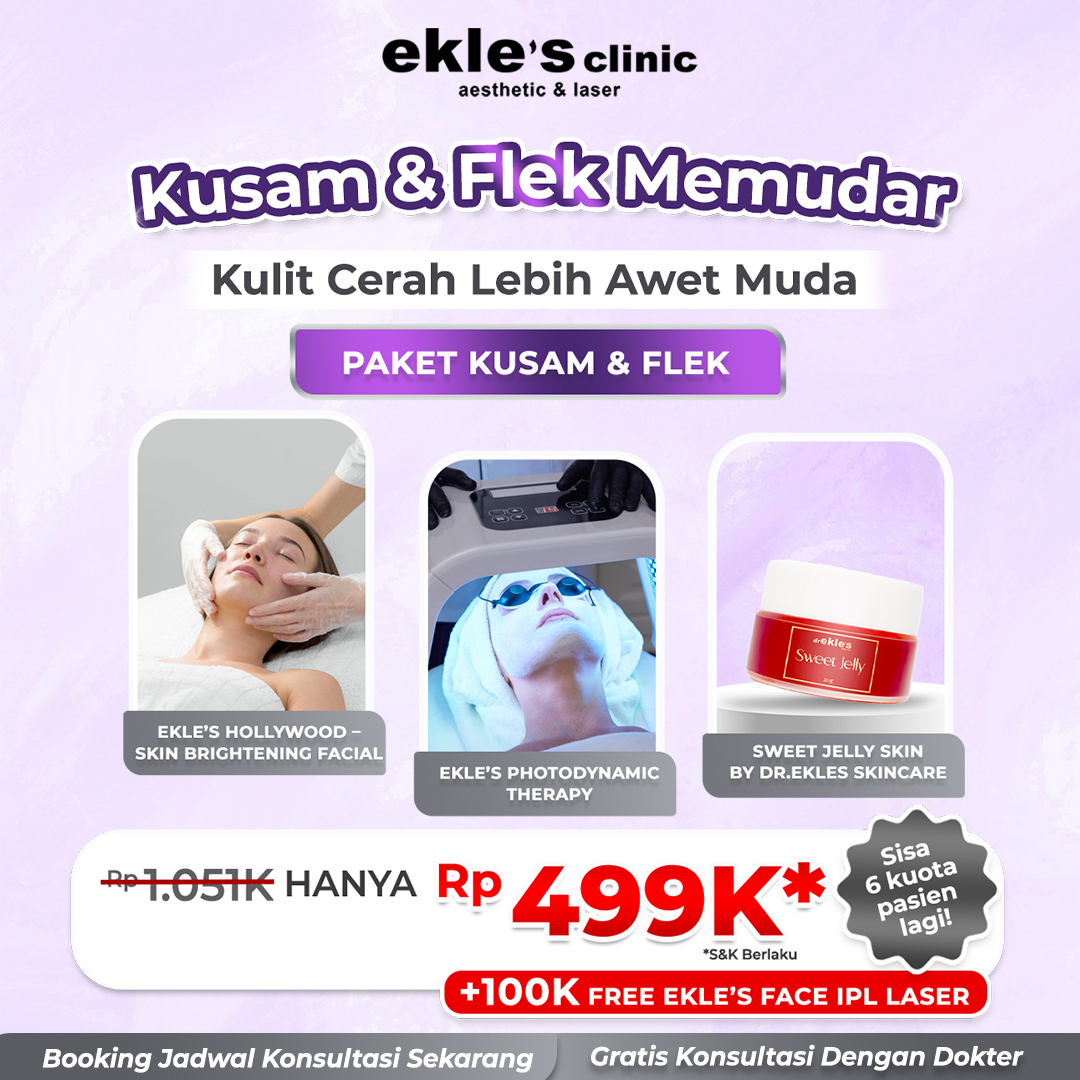 ekle's clinic
aesthetic & laser
Kusam & Flek Memudar
Kulit Cerah Lebih Awet Muda
PAKET KUSAM & FLEK
EKLE'S HOLLYWOOD –
SKIN BRIGHTENING FACIAL
EKLE'S PHOTODYNAMIC
THERAPY
dr.ekle's
Sweet Jelly
SWEET JELLY SKIN
BY DR.EKLES SKINCARE
Rp 1.051K HANYA Rp 499K*
*S&K Berlaku
Sisa
6 kuota
pasien
lagi!
+100K FREE EKLE'S FACE IPL LASER
Booking Jadwal Konsultasi Sekarang
Gratis Konsultasi Dengan Dokter